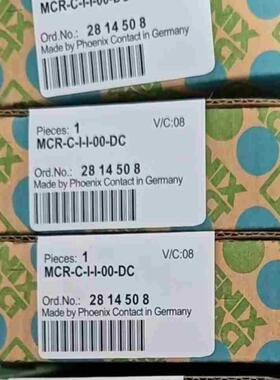 MCR-C-I-I-00-DC
Ord.No.: 28 14 50 8
Made by Phoenix Contact in Germany
Pieces: 1 V/C:08
MCR-C-I-I-00-DC
Ord.No.: 28 14 50 8
Made by Phoenix Contact in Germany
Pieces: 1 V/C:08
MCR-C-I-I-00-DC
Ord.No.: 28 14 50 8
Made by Phoenix Contact in Germany